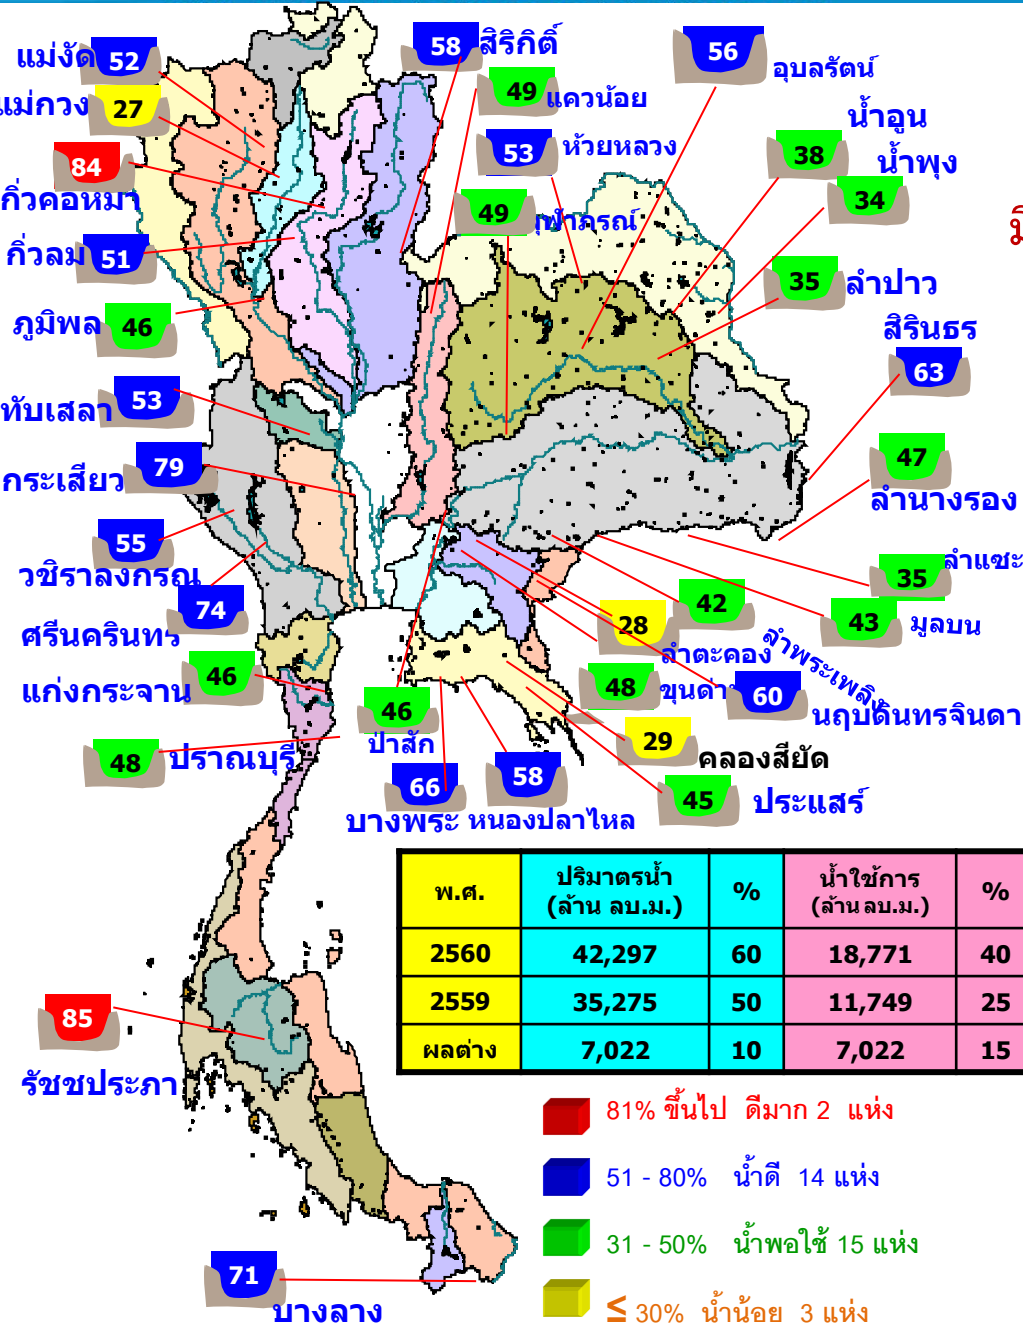 แม่งัด 52
27
84
กิ่วคอหมา
กิ่วลม 51
ภูมิพล 46
ทับเสลา 53
กระเสียว 79
55
วชิราลงกรณ
74
ศรีนครินทร
แก่งกระจาน 46
48 ปราณบุรี
58 สิริกิติ์
49 แควน้อย
53 ห้วยหลวง
49
56 อุบลรัตน์
น้ำอูน
38
น้ำพุง
34
35 ลำปาว
สิรินธร
63
47
ลำนางรอง
35 ลำแซะ
43 มูลบน
42
ลำพระเพลิง
28
ลำตะคอง
48 ขุนด่าน
60 นฤบดินทรจินดา
29 คลองสียัด
45 ประแสร์
46
ป่าสัก
66
บางพระ
58
หนองปลาไหล
85
รัชชประภา
71
บางลาง
พ.ศ. ปริมาตรน้ำ (ล้าน ลบ.ม.) % น้ำใช้การ (ล้าน ลบ.ม.) %
2560 42,297 60 18,771 40
2559 35,275 50 11,749 25
ผลต่าง 7,022 10 7,022 15
81% ขึ้นไป ดีมาก 2 แห่ง
51 - 80% น้ำดี 14 แห่ง
31 - 50% น้ำพอใช้ 15 แห่ง
≤ 30% น้ำน้อย 3 แห่ง